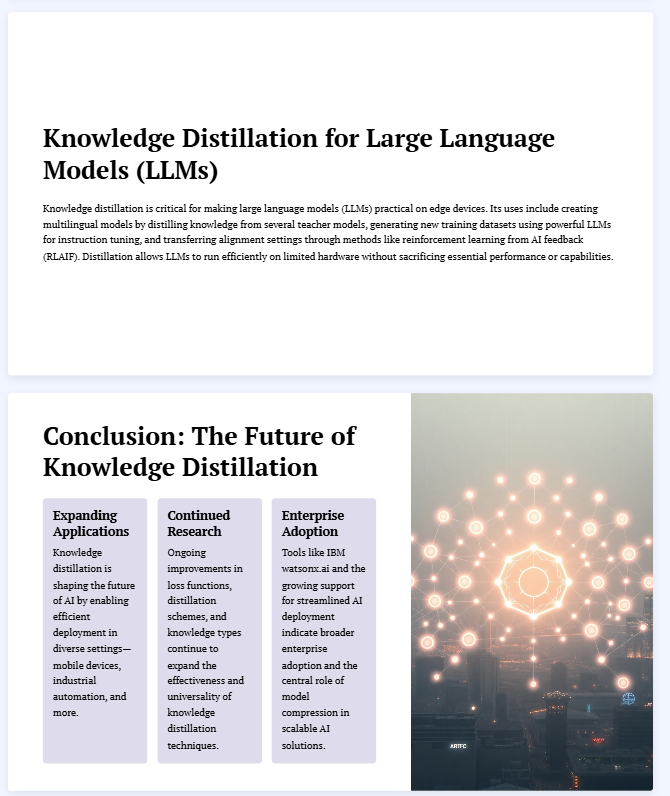 Knowledge Distillation for Large Language
Models (LLMs)
Knowledge distillation is critical for making large language models (LLMs) practical on edge devices. Its uses include creating
multilingual models by distilling knowledge from several teacher models, generating new training datasets using powerful LLMs
for instruction tuning, and transferring alignment settings through methods like reinforcement learning from AI feedback
(RLAIF). Distillation allows LLMs to run efficiently on limited hardware without sacrificing essential performance or capabilities.
Conclusion: The Future of
Knowledge Distillation
Expanding
Applications
Knowledge
distillation is
shaping the future
of AI by enabling
efficient
deployment in
diverse settings—
mobile devices,
industrial
automation, and
more.
Continued
Research
Ongoing
improvements in
loss functions,
distillation
schemes, and
knowledge types
continue to
expand the
effectiveness and
universality of
knowledge
distillation
techniques.
Enterprise
Adoption
Tools like IBM
watsonx.ai and the
growing support
for streamlined AI
deployment
indicate broader
enterprise
adoption and the
central role of
model
compression in
scalable AI
solutions.
ARTFC